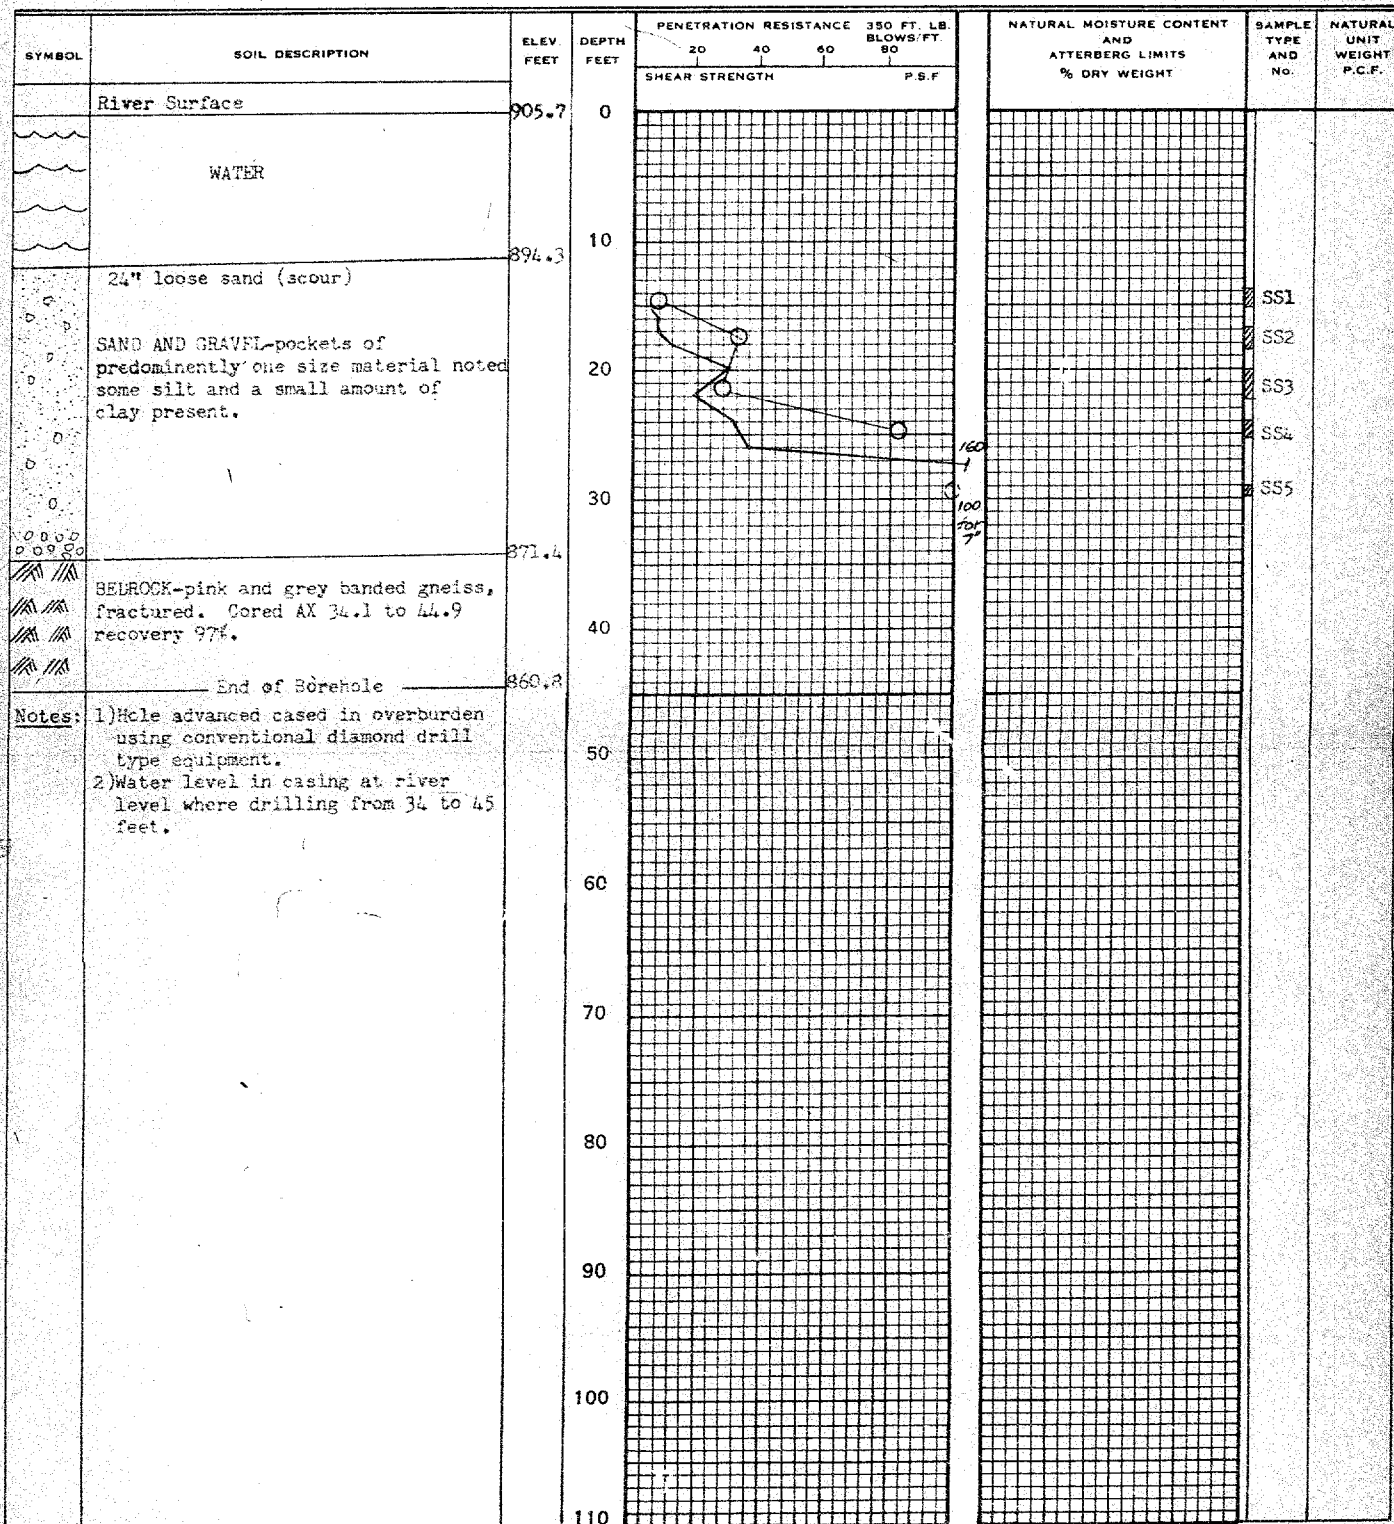 SYMBOL
SOIL DESCRIPTION
ELEV.
FEET
DEPTH
FEET
PENETRATION RESISTANCE 350 FT. LB.
BLOWS/FT.
20 40 60 80
SHEAR STRENGTH P.S.F
NATURAL MOISTURE CONTENT
AND
ATTERBERG LIMITS
% DRY WEIGHT
SAMPLE
TYPE
AND
No.
NATURAL
UNIT
WEIGHT
P.C.F.
River Surface
905.7
0
WATER
10
894.3
24" loose sand (scour)
SS1
SAND AND GRAVEL-pockets of
predominently one size material noted
some silt and a small amount of
clay present.
SS2
20
SS3
SS4
160
SS5
30
100
for
7"
871.4
BEDROCK-pink and grey banded gneiss,
fractured. Cored AX 34.1 to 44.9
recovery 97%.
40
End of Borehole
860.8
Notes: 1)Hole advanced cased in overburden
using conventional diamond drill
type equipment.
2)Water level in casing at river
level where drilling from 34 to 45
feet.
50
60
70
80
90
100
110